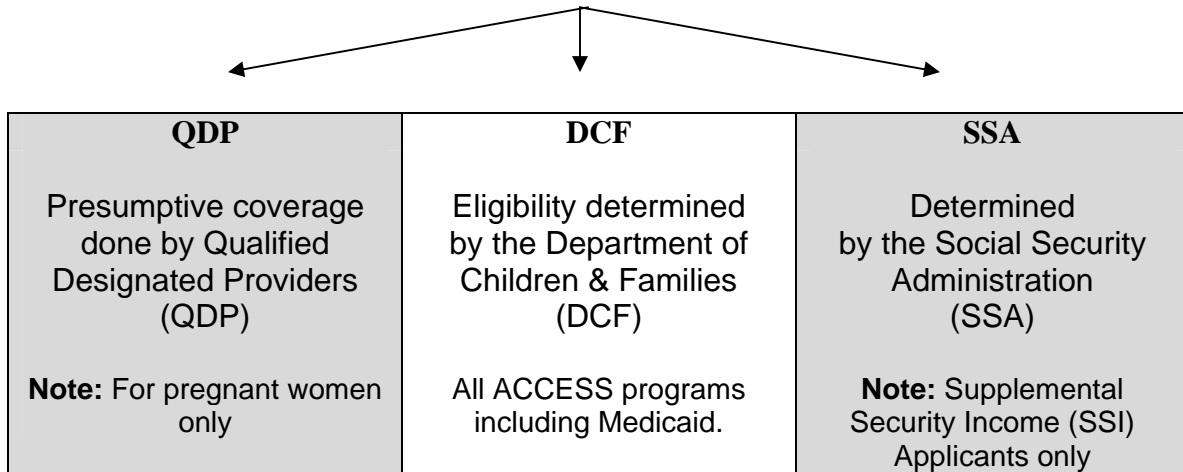 QDP
Presumptive coverage
done by Qualified
Designated Providers
(QDP)
Note: For pregnant women
only
DCF
Eligibility determined
by the Department of
Children & Families
(DCF)
All ACCESS programs
including Medicaid.
SSA
Determined
by the Social Security
Administration
(SSA)
Note: Supplemental
Security Income (SSI)
Applicants only